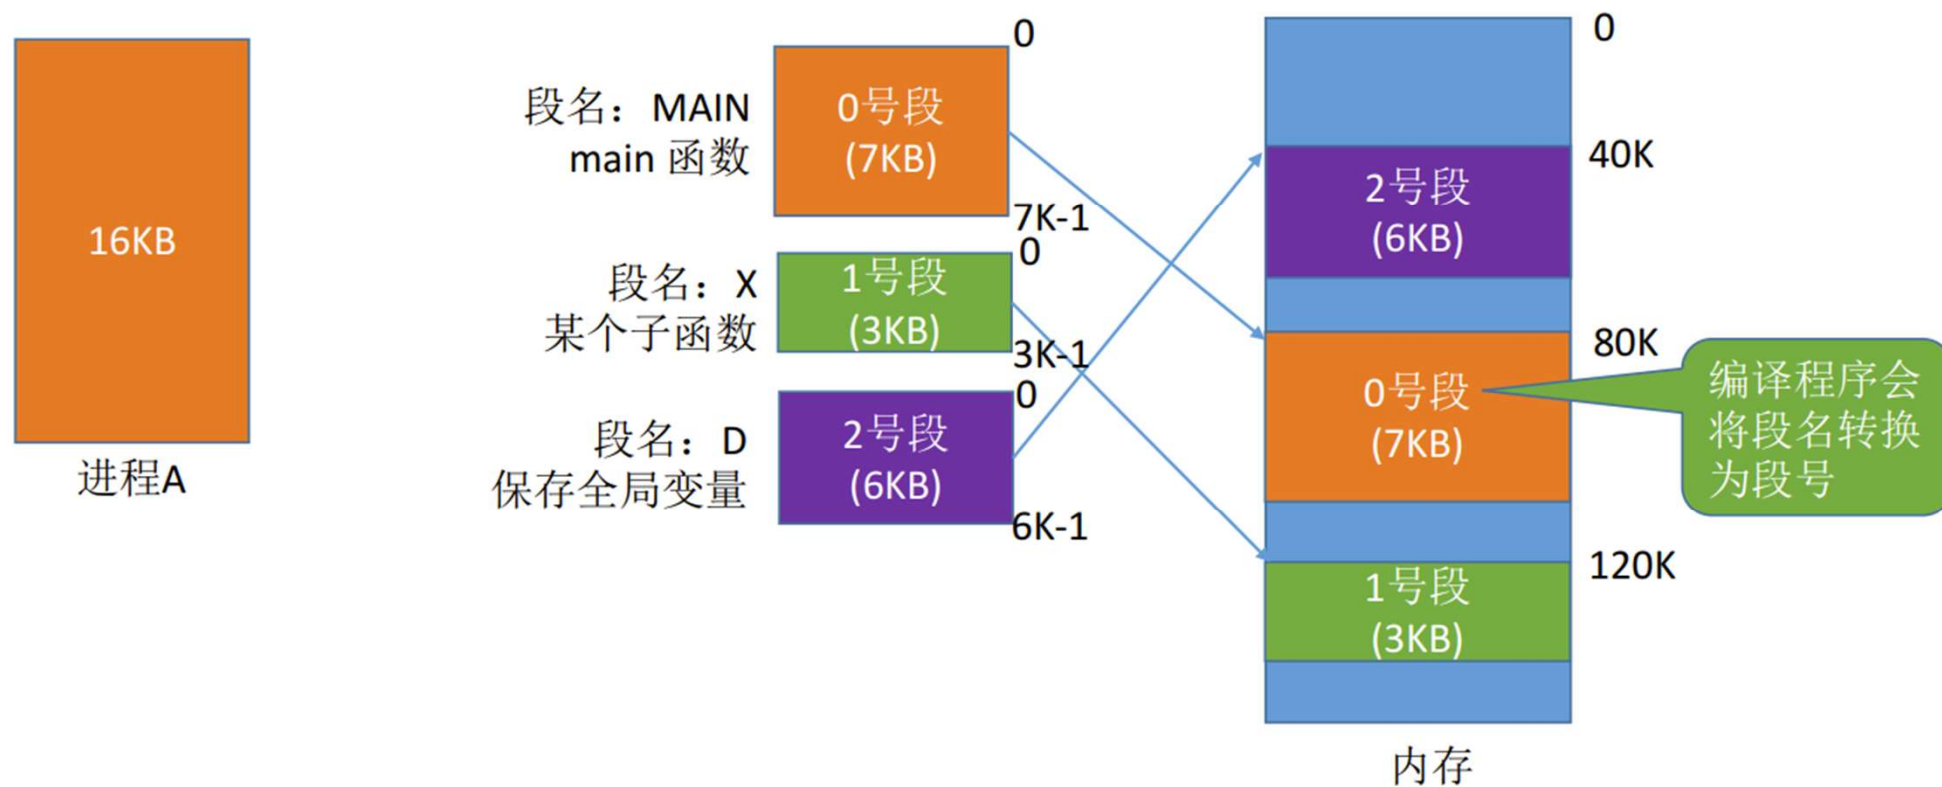 16KB
进程A
段名：MAIN
main 函数
0号段
(7KB)
0
7K-1
段名：X
某个子函数
1号段
(3KB)
0
3K-1
段名：D
保存全局变量
2号段
(6KB)
0
6K-1
0
40K
2号段
(6KB)
80K
0号段
(7KB)
120K
1号段
(3KB)
内存
编译程序会
将段名转换
为段号